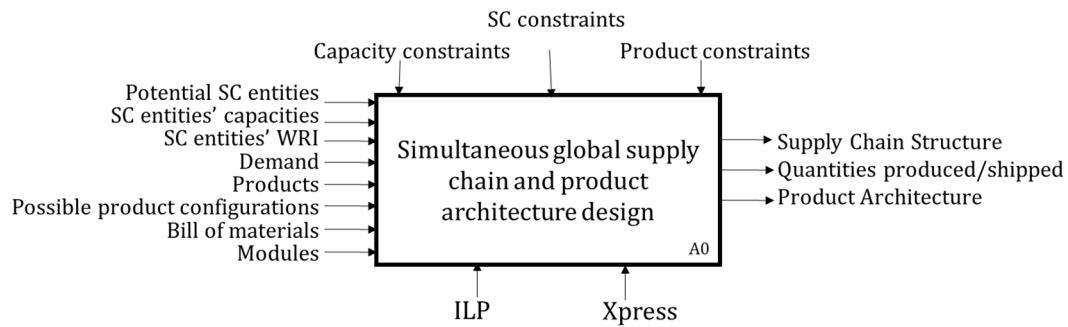 SC constraints
Capacity constraints
Product constraints
Potential SC entities
SC entities’ capacities
SC entities’ WRI
Demand
Products
Possible product configurations
Bill of materials
Modules
Simultaneous global supply
chain and product
architecture design
A0
Supply Chain Structure
Quantities produced/shipped
Product Architecture
ILP
Xpress